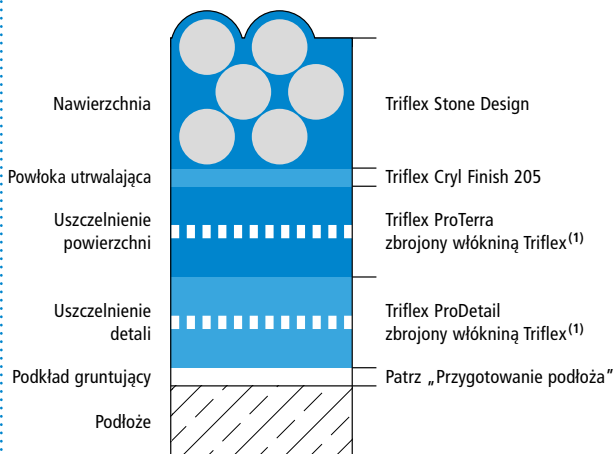 Nawierzchnia
Triflex Stone Design
Powłoka utrwalająca
Triflex Cryl Finish 205
Uszczelnienie
powierzchni
Triflex ProTerra
zbrojony włókniną Triflex(1)
Uszczelnienie
detali
Triflex ProDetail
zbrojony włókniną Triflex(1)
Podkład gruntujący
Patrz „Przygotowanie podłoża”
Podłoże